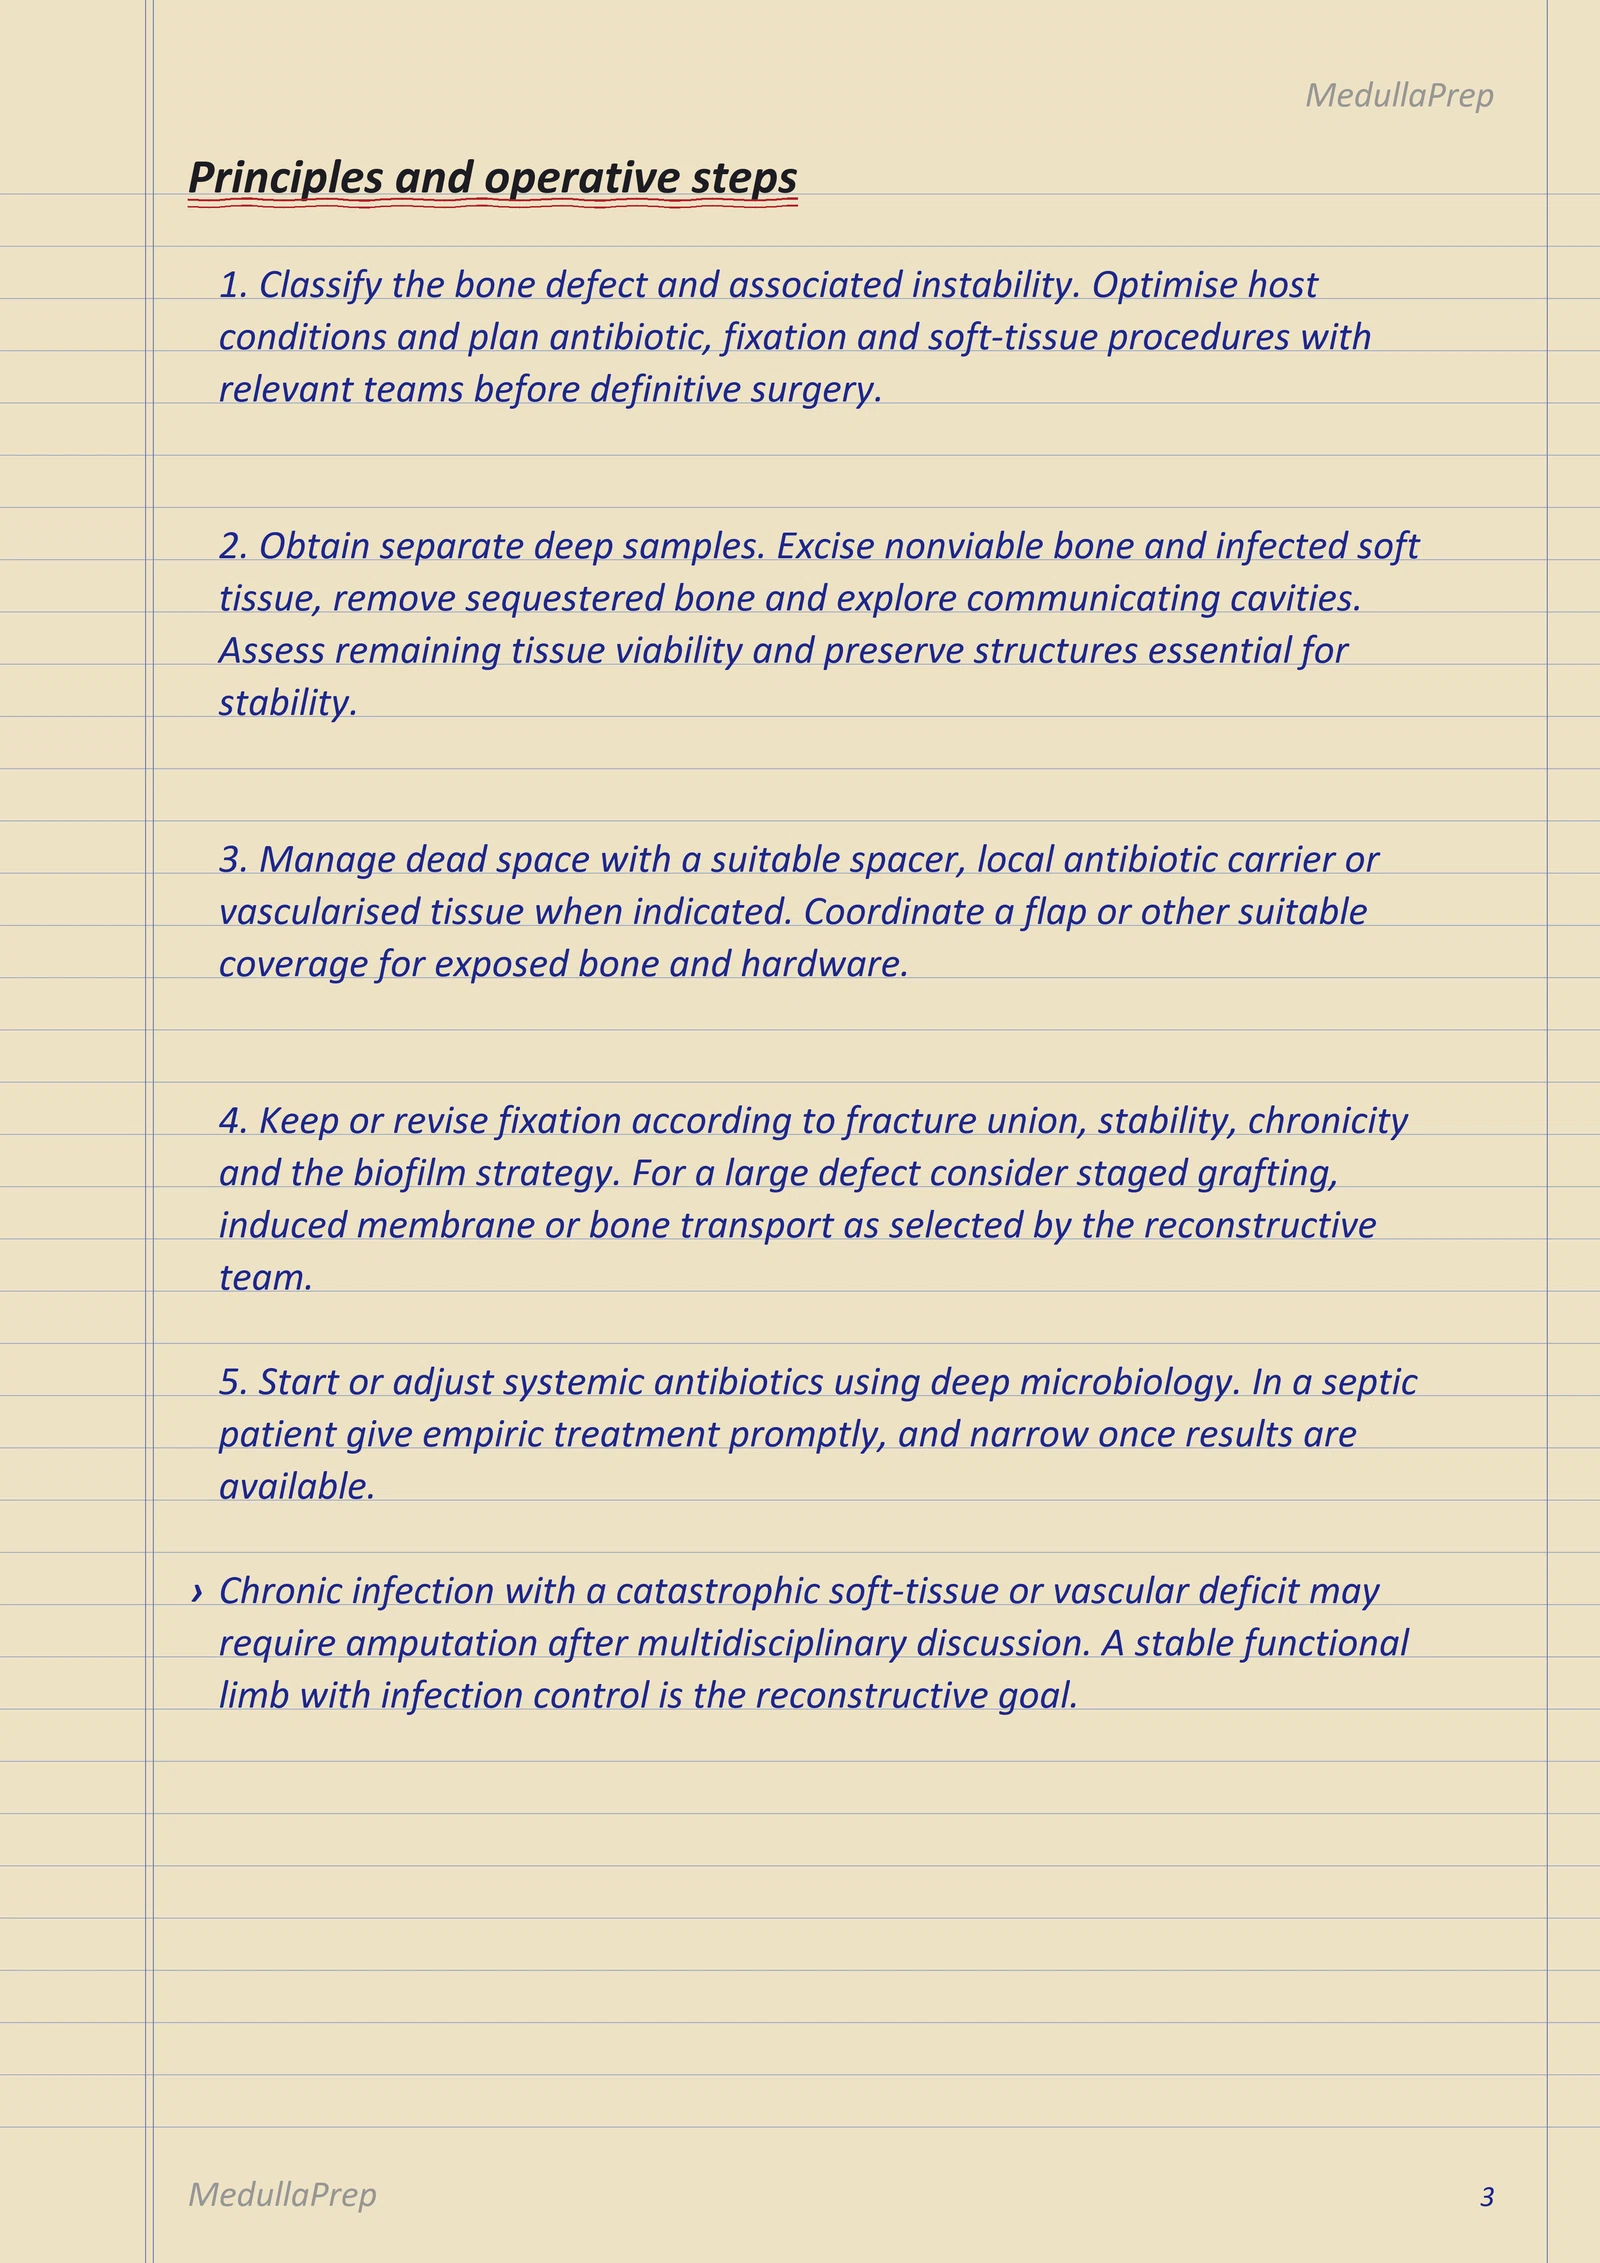 MedullaPrep
Principles and operative steps
1. Classify the bone defect and associated instability. Optimise host
conditions and plan antibiotic, fixation and soft-tissue procedures with
relevant teams before definitive surgery.
2. Obtain separate deep samples. Excise nonviable bone and infected soft
tissue, remove sequestered bone and explore communicating cavities.
Assess remaining tissue viability and preserve structures essential for
stability.
3. Manage dead space with a suitable spacer, local antibiotic carrier or
vascularised tissue when indicated. Coordinate a flap or other suitable
coverage for exposed bone and hardware.
4. Keep or revise fixation according to fracture union, stability, chronicity
and the biofilm strategy. For a large defect consider staged grafting,
induced membrane or bone transport as selected by the reconstructive
team.
5. Start or adjust systemic antibiotics using deep microbiology. In a septic
patient give empiric treatment promptly, and narrow once results are
available.
› Chronic infection with a catastrophic soft-tissue or vascular deficit may
require amputation after multidisciplinary discussion. A stable functional
limb with infection control is the reconstructive goal.
MedullaPrep
3